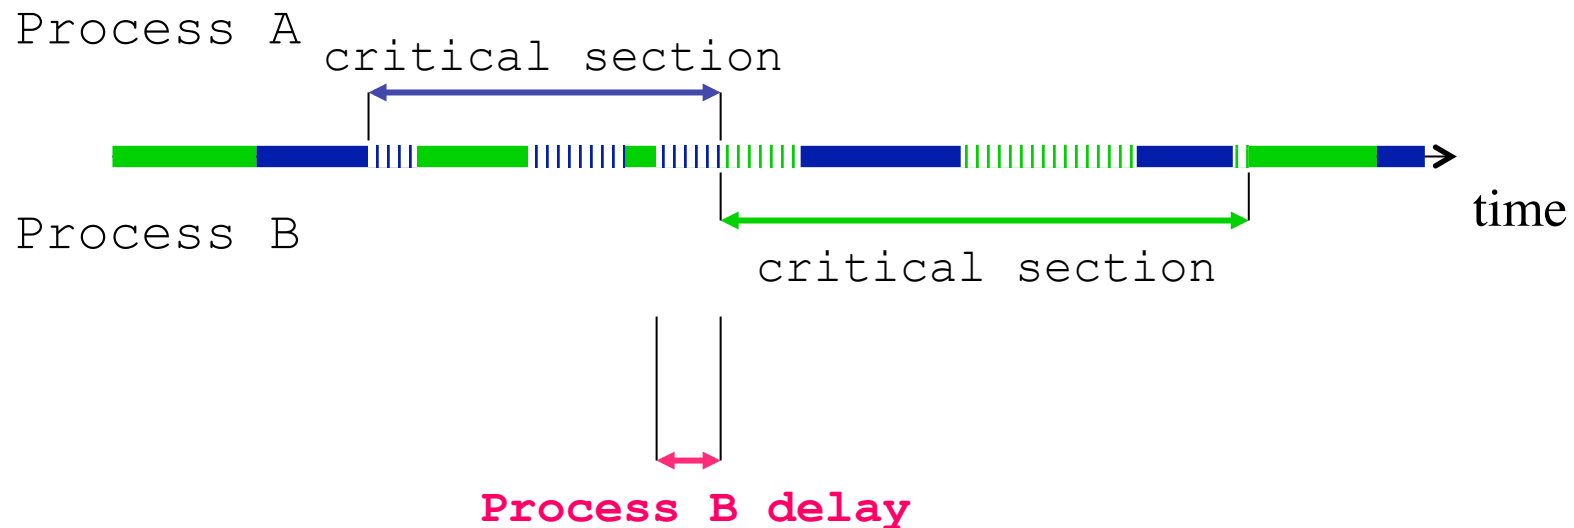 Process A
critical section
time
Process B
critical section
Process B delay